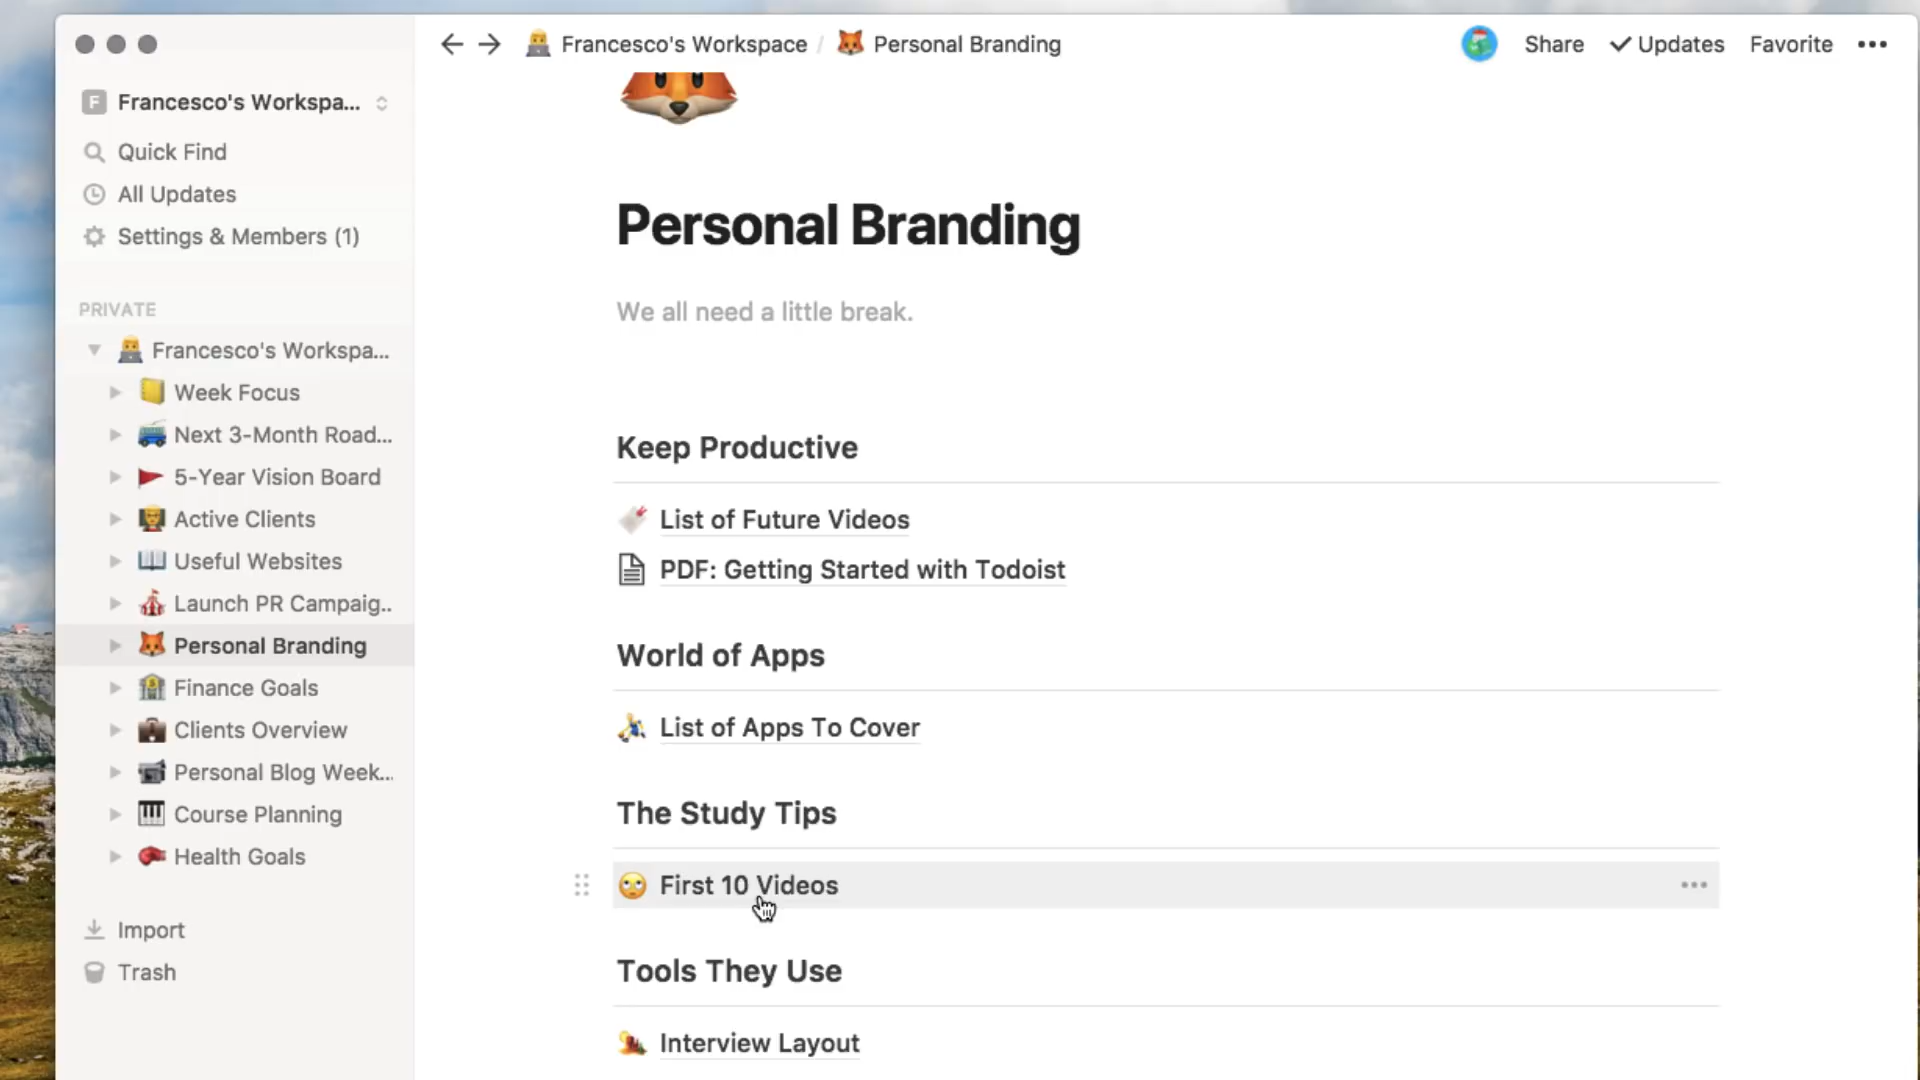 Francesco's Workspace / Personal Branding
Share
Updates
Favorite
F
Francesco's Workspa...
Quick Find
All Updates
Settings & Members (1)
PRIVATE
Francesco's Workspa...
Week Focus
Next 3-Month Road...
5-Year Vision Board
Active Clients
Useful Websites
Launch PR Campaig..
Personal Branding
Finance Goals
Clients Overview
Personal Blog Week...
Course Planning
Health Goals
Import
Trash
Personal Branding
We all need a little break.
Keep Productive
List of Future Videos
PDF: Getting Started with Todoist
World of Apps
List of Apps To Cover
The Study Tips
First 10 Videos
Tools They Use
Interview Layout